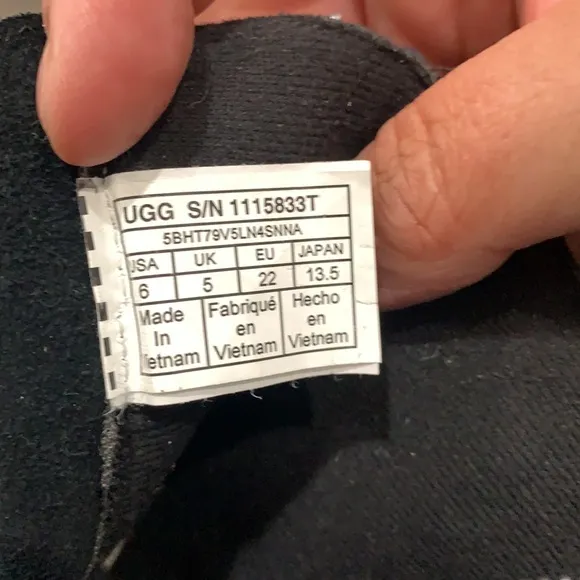 UGG S/N 1115833T
5BHT79V5LN4SNNA
USA UK EU JAPAN
6 5 22 13.5
Made In Vietnam
Fabriqué en Vietnam
Hecho en Vietnam